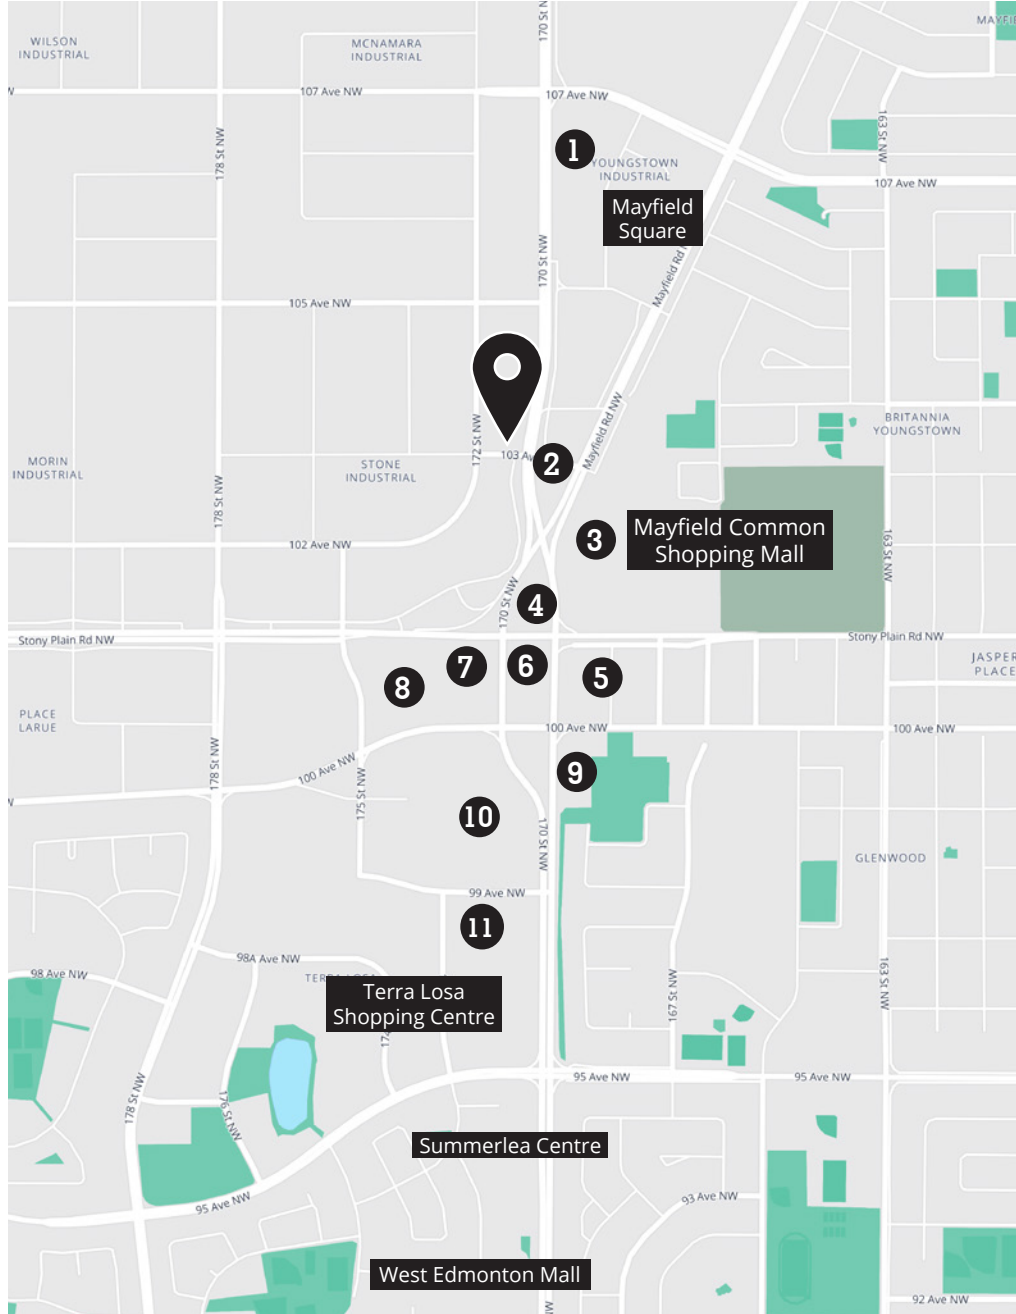 170 St NW
MAYFI
WILSON
INDUSTRIAL
MCNAMARA
INDUSTRIAL
107 Ave NW
107 Ave NW
163 St NW
178 St NW
1
YOUNGSTOWN
INDUSTRIAL
107 Ave NW
Mayfield
Square
170 St NW
Mayfield Rd
105 Ave NW
172 St NW
Mayfield Rd NW
BRITANNIA
YOUNGSTOWN
103 Av
2
MORIN
INDUSTRIAL
STONE
INDUSTRIAL
178 St NW
3
Mayfield Common
Shopping Mall
163 St NW
102 Ave NW
170 St NW
4
Stony Plain Rd NW
Stony Plain Rd NW
7
6
5
8
JASPER
PLACE
PLACE
LARUE
100 Ave NW
100 Ave NW
178 St NW
100 Ave NW
175 St NW
9
10
170 St NW
GLENWOOD
99 Ave NW
11
98A Ave NW
98 Ave NW
163 St NW
167 St NW
Terra Losa
Shopping Centre
95 Ave NW
95 Ave NW
178 St NW
176 St NW
Summerlea Centre
95 Ave NW
93 Ave NW
West Edmonton Mall
92 Ave NW